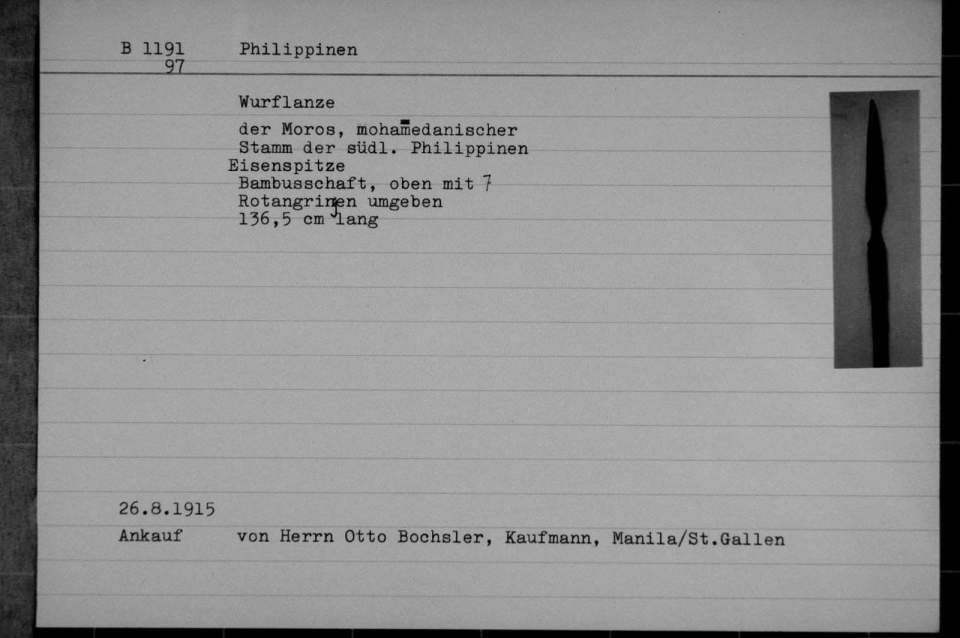 B 1191 Philippinen
97
Wurflanze
der Moros, mohamedanischer
Stamm der südl. Philippinen
Eisenspitze
Bambusschaft, oben mit 7
Rotangringen umgeben
136,5 cm lang
26.8.1915
Ankauf von Herrn Otto Bochsler, Kaufmann, Manila/St.Gallen